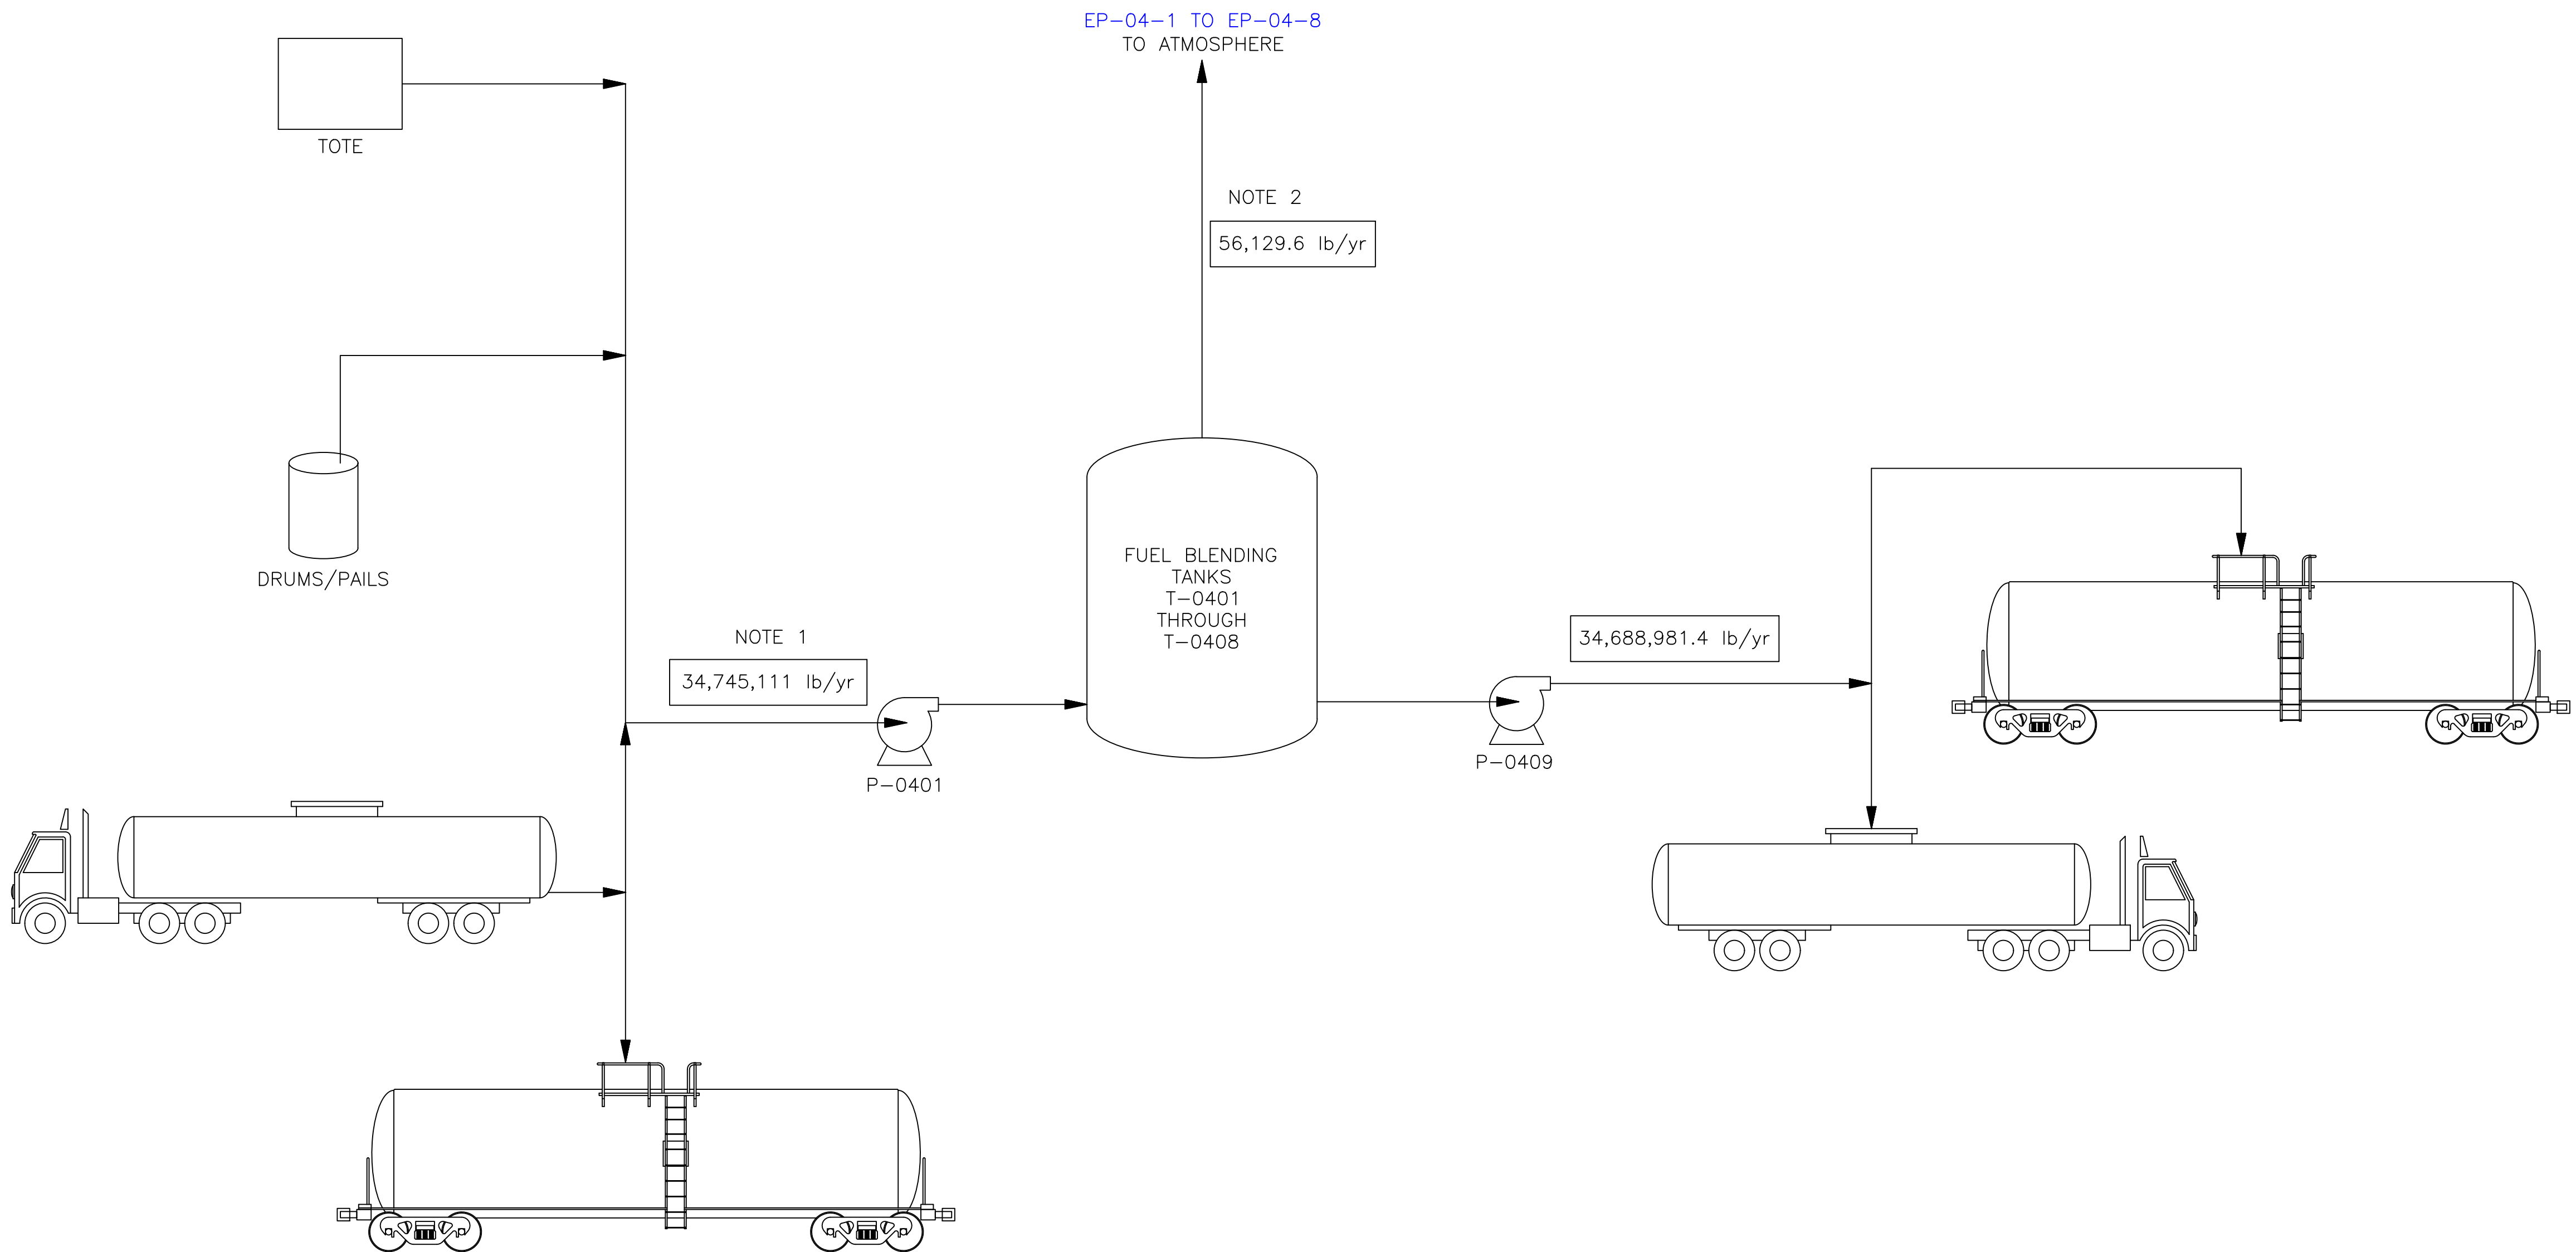 EP-04-1 TO EP-04-8
TO ATMOSPHERE
TOTE
NOTE 2
56,129.6 lb/yr
DRUMS/PAILS
FUEL BLENDING
TANKS
T-0401
THROUGH
T-0408
NOTE 1
34,745,111 lb/yr
34,688,981.4 lb/yr
P-0401
P-0409